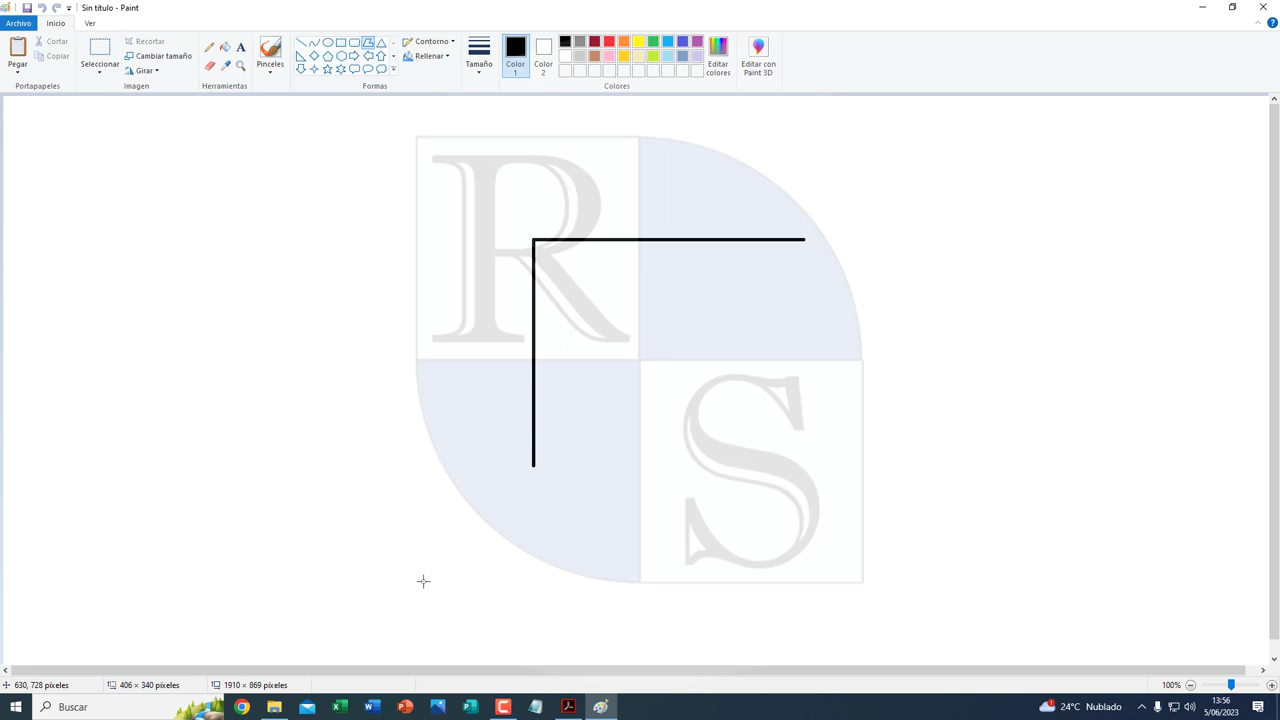 Sin título - Paint
Archivo Inicio Ver
Pegar
Cortar
Copiar
Portapapeles
Seleccionar
Recortar
Cambiar tamaño
Girar
Imagen
A
Herramientas
Pinceles
Contorno
Rellenar
Formas
Tamaño
Color
1
Color
2
Editar
colores
Colores
Editar con
Paint 3D
R
S
630, 728 píxeles 406 × 340 píxeles 1910 × 869 píxeles 100%
Buscar
24°C Nublado
13:56
5/06/2023